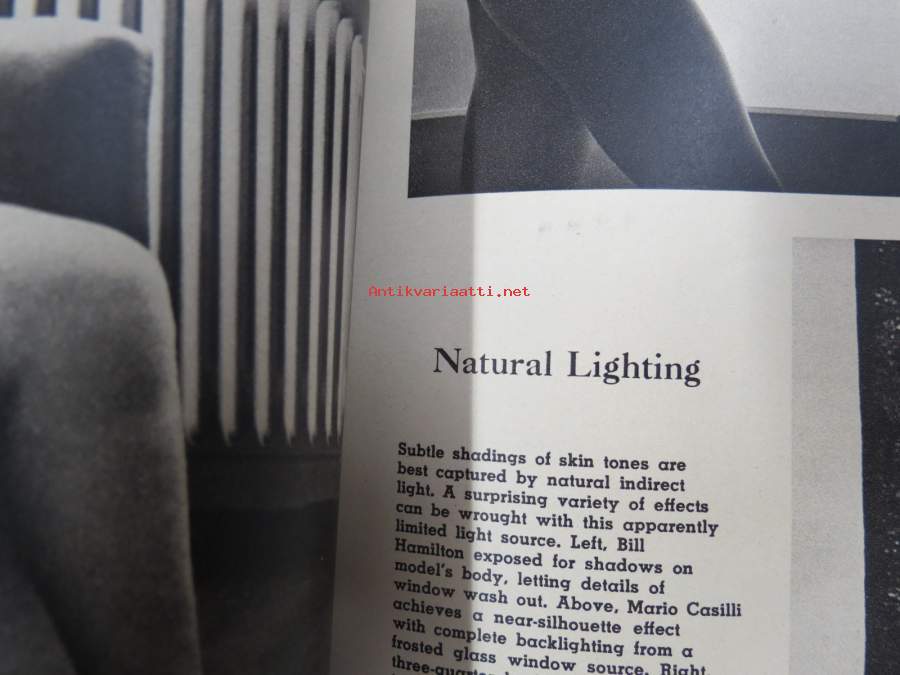 Antikvariaatti.net
Natural Lighting
Subtle shadings of skin tones are
best captured by natural indirect
light. A surprising variety of effects
can be wrought with this apparently
limited light source. Left, Bill
Hamilton exposed for shadows on
model's body, letting details of
window wash out. Above, Mario Casilli
achieves a near-silhouette effect
with complete backlighting from a
frosted glass window source. Right,